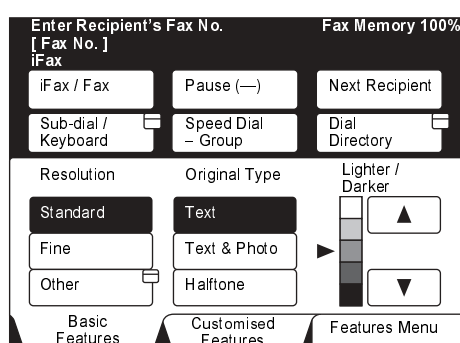 Enter Recipient's Fax No. Fax Memory 100%
[ Fax No. ]
iFax
iFax / Fax Pause (—) Next Recipient
Sub-dial / Speed Dial Dial
Keyboard – Group Directory
Resolution Original Type Lighter /
Darker
Standard Text
Fine Text & Photo
Other Halftone
Basic Customised Features Menu
Features Features